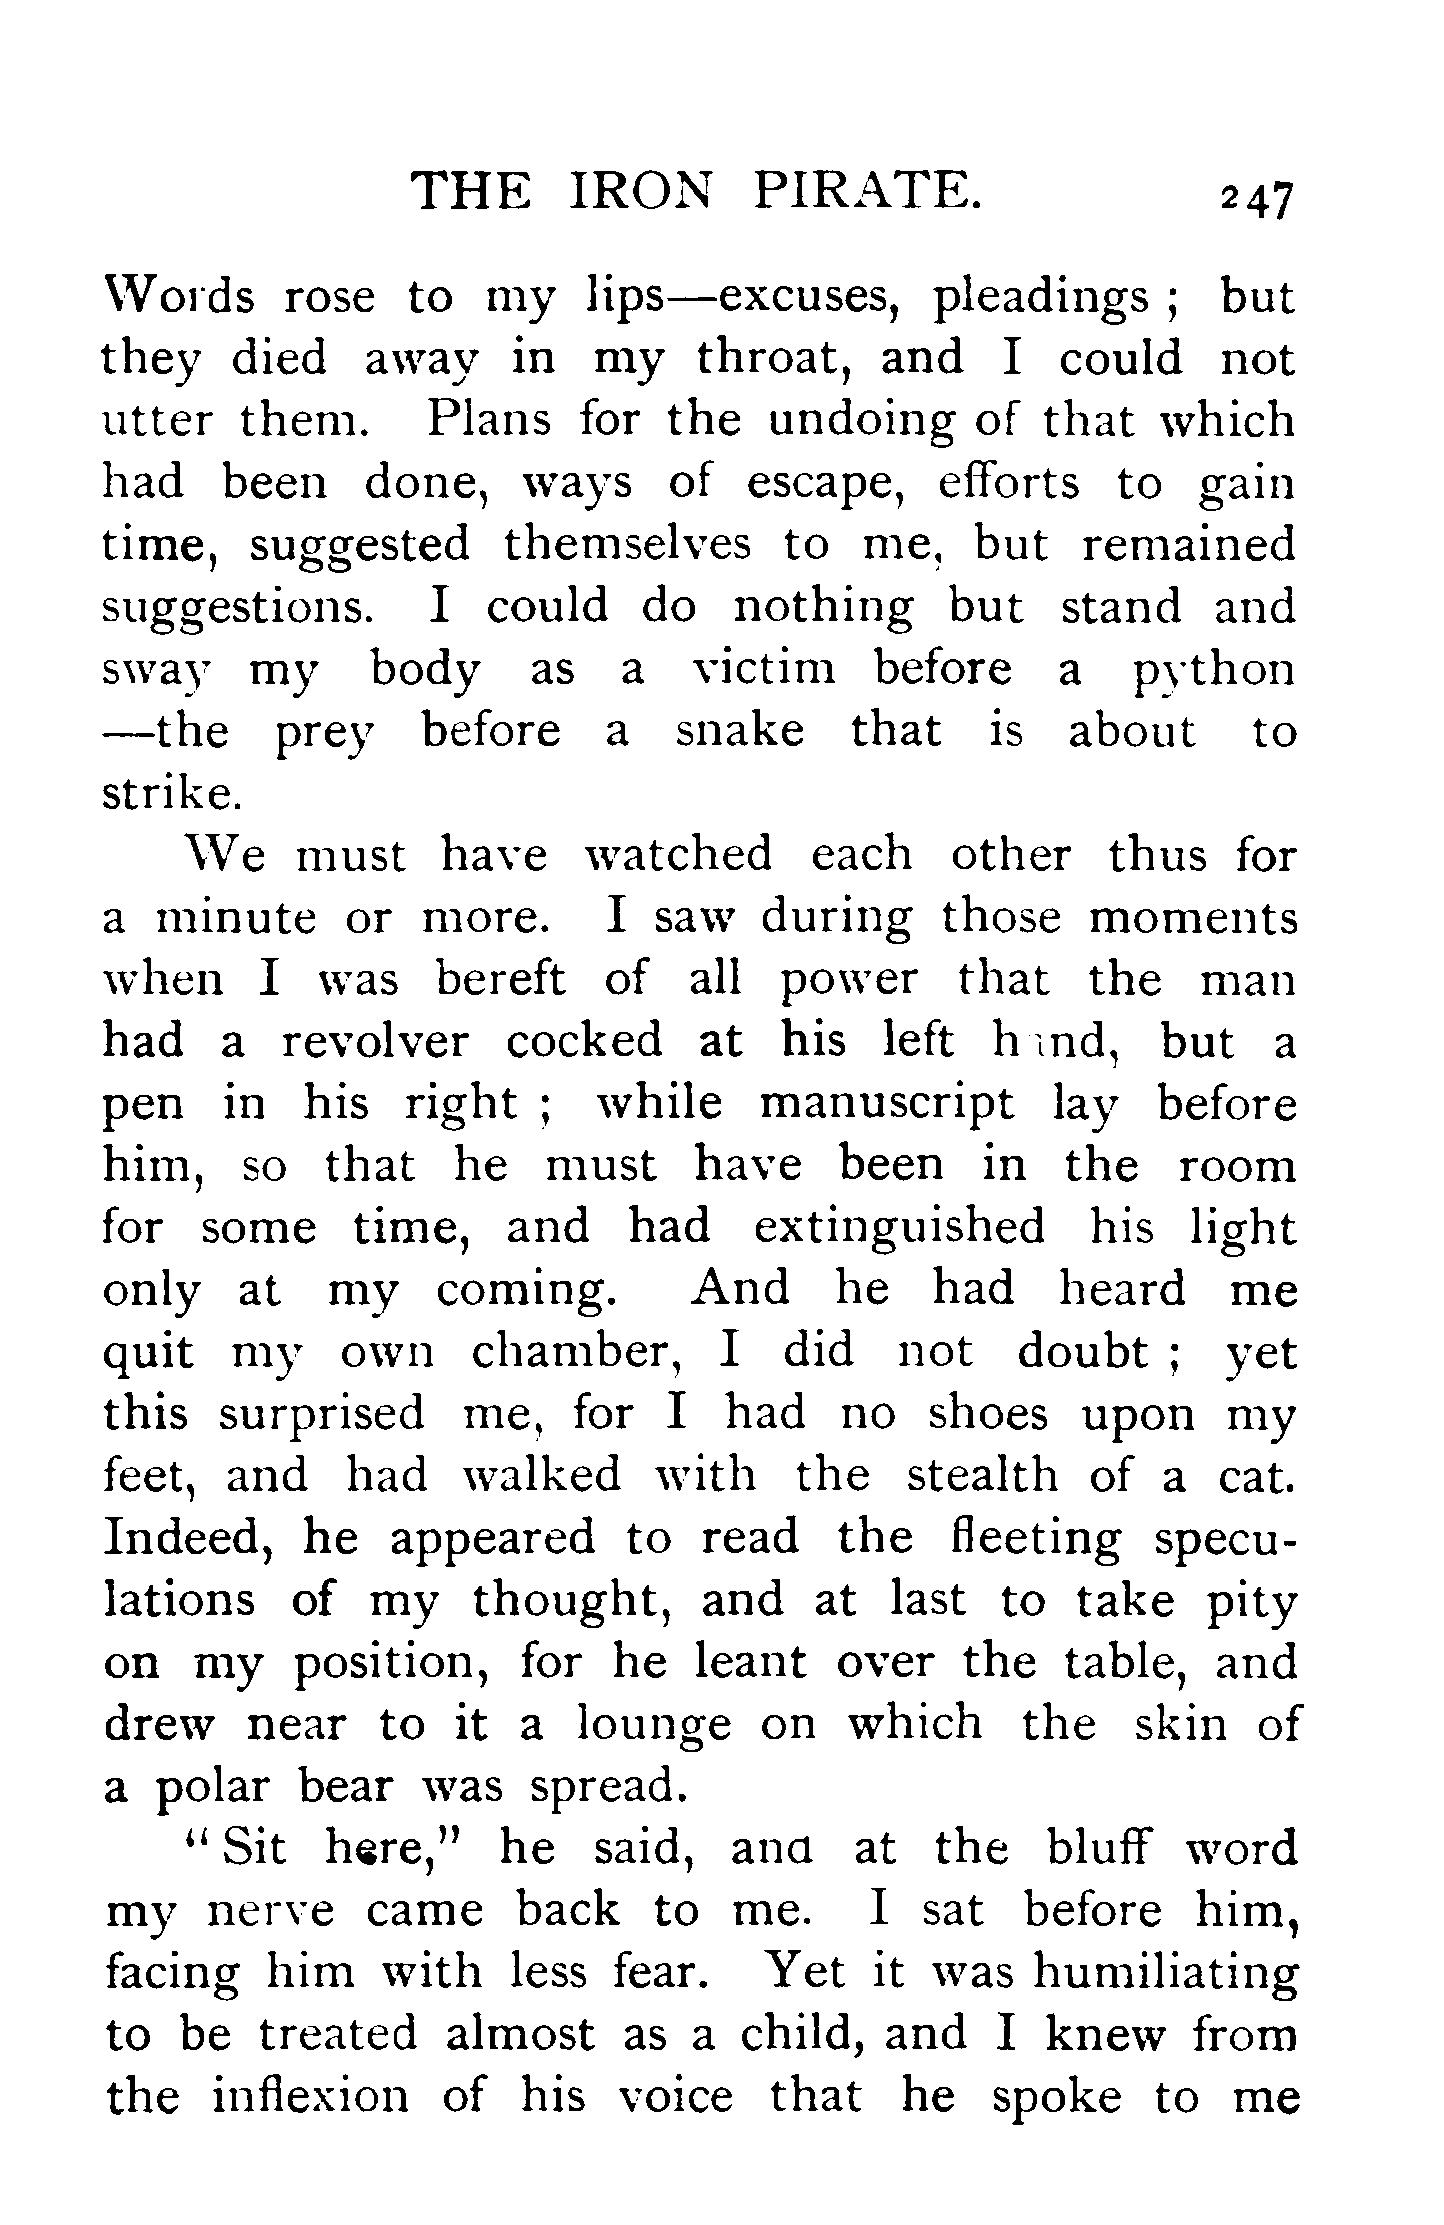 THE IRON PIRATE. 247
Words rose to my lips—excuses, pleadings ; but
they died away in my throat, and I could not
utter them. Plans for the undoing of that which
had been done, ways of escape, efforts to gain
time, suggested themselves to me, but remained
suggestions. I could do nothing but stand and
sway my body as a victim before a python
—the prey before a snake that is about to
strike.
We must have watched each other thus for
a minute or more. I saw during those moments
when I was bereft of all power that the man
had a revolver cocked at his left hand, but a
pen in his right ; while manuscript lay before
him, so that he must have been in the room
for some time, and had extinguished his light
only at my coming. And he had heard me
quit my own chamber, I did not doubt ; yet
this surprised me, for I had no shoes upon my
feet, and had walked with the stealth of a cat.
Indeed, he appeared to read the fleeting specu-
lations of my thought, and at last to take pity
on my position, for he leant over the table, and
drew near to it a lounge on which the skin of
a polar bear was spread.
“ Sit here,” he said, and at the bluff word
my nerve came back to me. I sat before him,
facing him with less fear. Yet it was humiliating
to be treated almost as a child, and I knew from
the inflexion of his voice that he spoke to me